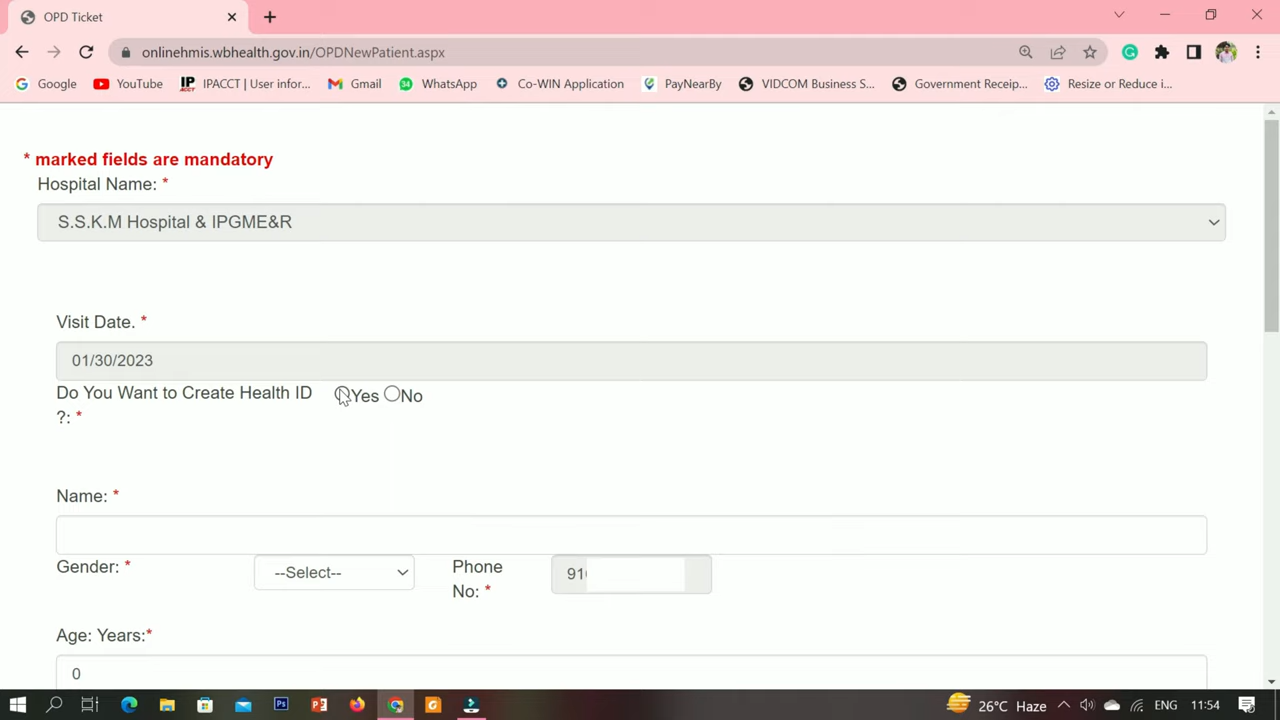 OPD Ticket
onlinehmis.wbhealth.gov.in/OPDNewPatient.aspx
Google YouTube IPACCT | User infor... Gmail WhatsApp Co-WIN Application PayNearBy VIDCOM Business S... Government Receip... Resize or Reduce i...
* marked fields are mandatory
Hospital Name: *
S.S.K.M Hospital & IPGME&R
Visit Date. *
01/30/2023
Do You Want to Create Health ID Yes No
?: *
Name: *
Gender: * --Select-- Phone 91
No: *
Age: Years:*
0
26°C Haze ENG 11:54